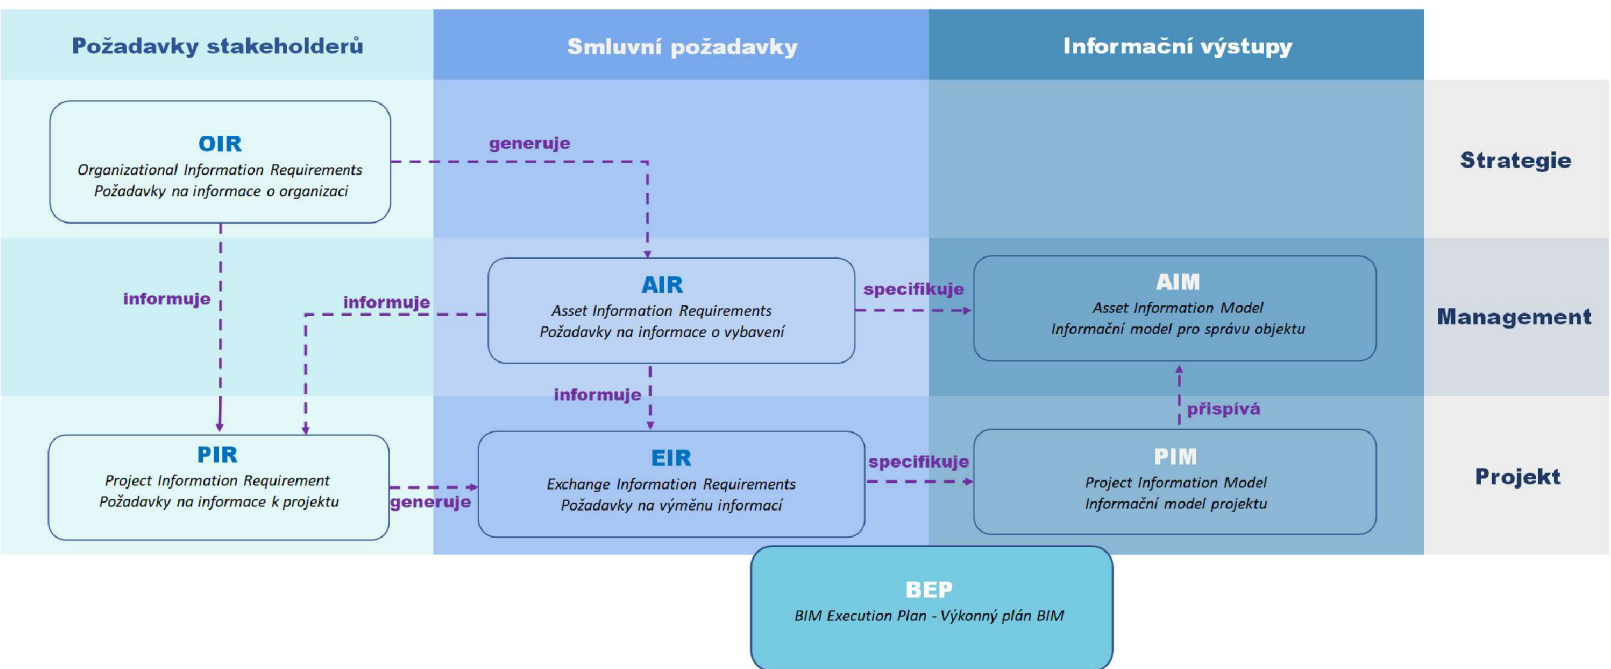 Požadavky stakeholderů
Smluvní požadavky
Informační výstupy
OIR
Organizational Information Requirements
Požadavky na informace o organizaci
generuje
Strategie
informuje
informuje
AIR
Asset Information Requirements
Požadavky na informace o vybavení
specifikuje
AIM
Asset Information Model
Informační model pro správu objektu
Management
informuje
přispívá
PIR
Project Information Requirement
Požadavky na informace k projektu
generuje
EIR
Exchange Information Requirements
Požadavky na výměnu informací
specifikuje
PIM
Project Information Model
Informační model projektu
Projekt
BEP
BIM Execution Plan - Výkonný plán BIM